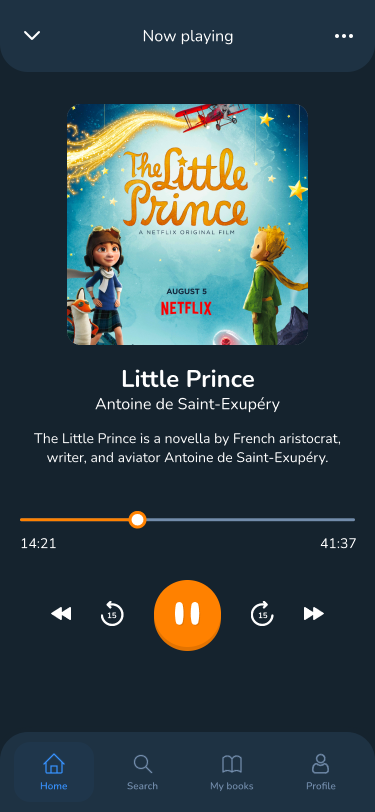 Now playing
The Little
Prince
A NETFLIX ORIGINAL FILM
AUGUST 5
NETFLIX
Little Prince
Antoine de Saint-Exupéry
The Little Prince is a novella by French aristocrat,
writer, and aviator Antoine de Saint-Exupéry.
14:21 41:37
15 15
Home Search My books Profile